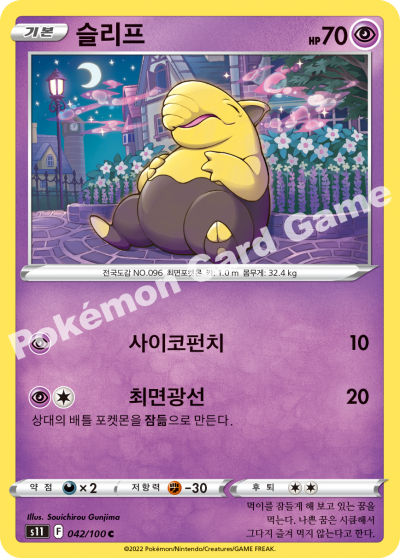 기본 슬리프 HP 70
Pokémon Card Game
전국도감 NO.096 최면포켓몬 키: 1.0 m 몸무게: 32.4 kg
사이코펀치 10
최면광선 20
상대의 배틀 포켓몬을 잠듦으로 만든다.
약점 ×2 저항력 -30 후퇴
Illus. Souichirou Gunjima
s11 F 042/100 C
먹이를 잠들게 해 보고 있는 꿈을
먹는다. 나쁜 꿈은 시큼해서
그다지 즐겨 먹지 않는다고 한다.
©2022 Pokémon/Nintendo/Creatures/GAME FREAK.